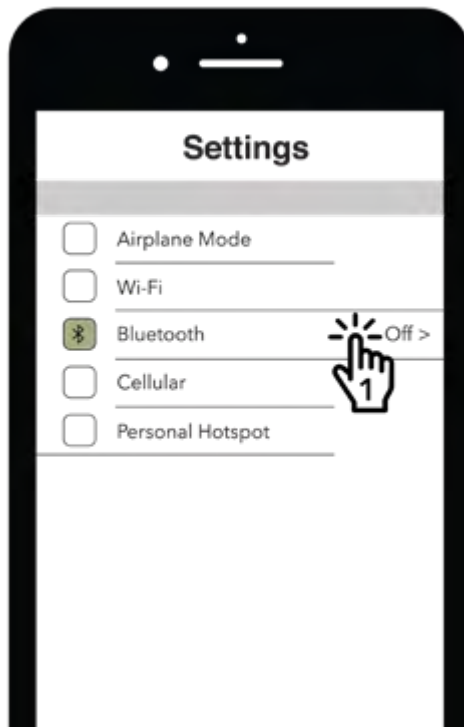 Settings
Airplane Mode
Wi-Fi
Bluetooth Off >
1
Cellular
Personal Hotspot